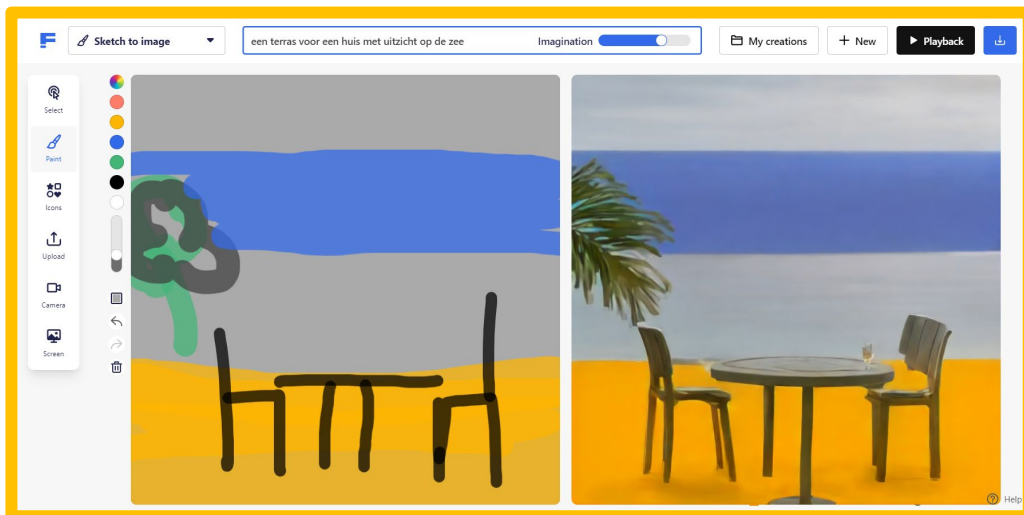 Sketch to image
een terras voor een huis met uitzicht op de zee
Imagination
My creations
New
Playback
Select
Paint
Icons
Upload
Camera
Screen
Help